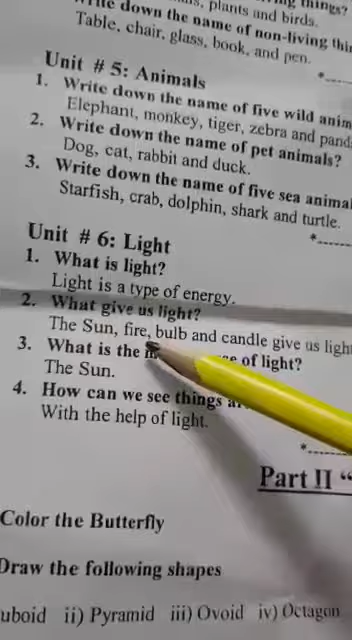 down the name of non-living
Table, chair, glass, book, and pen.
Unit # 5: Animals
1. Write down the name of five wild
Elephant, monkey, tiger, zebra and
2. Write down the name of pet animals?
Dog, cat, rabbit and duck.
3. Write down the name of five sea
Starfish, crab, dolphin, shark and turtle.
Unit # 6: Light
1. What is light?
Light is a type of energy.
2. What give us light?
The Sun, fire, bulb and candle give us
3. What is the of light?
The Sun.
4. How can we see things
With the help of light.
Part II "
Color the Butterfly
Draw the following shapes
ii) Pyramid iii) Ovoid iv) Octagon